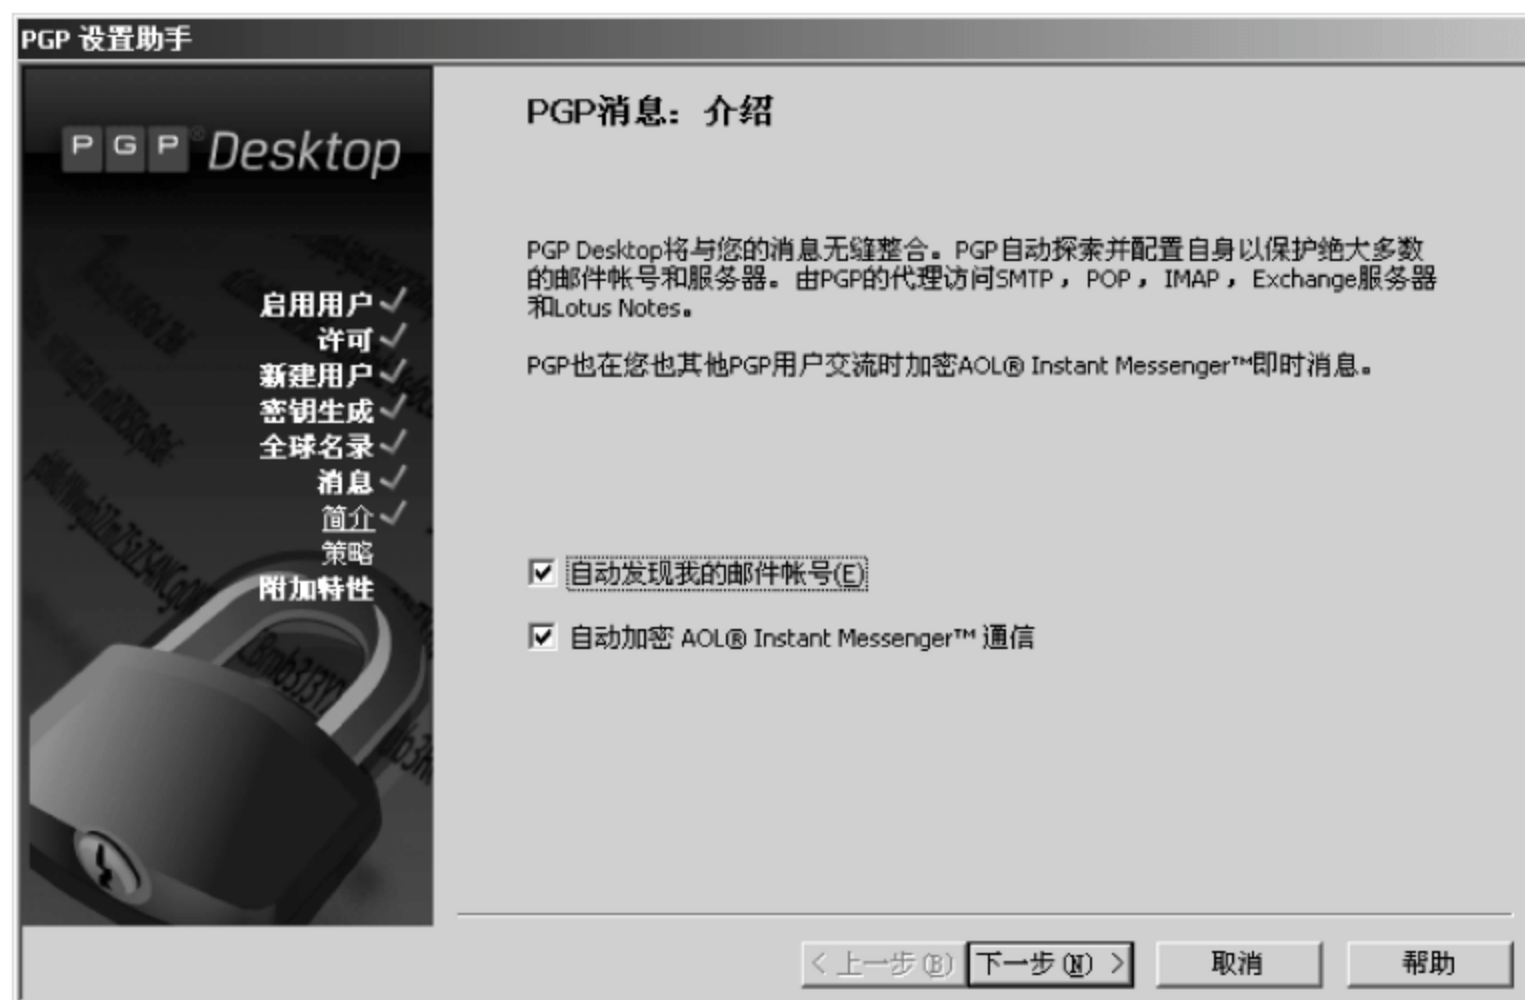 PGP 设置助手
PGP® Desktop
启用用户
许可
新建用户
密钥生成
全球名录
消息
简介
策略
附加特性
PGP消息：介绍
PGP Desktop将与您的消息无缝整合。PGP自动探索并配置自身以保护绝大多数
的邮件帐号和服务器。由PGP的代理访问SMTP，POP，IMAP，Exchange服务器
和Lotus Notes。
PGP也在您也其他PGP用户交流时加密AOL® Instant Messenger™即时消息。
自动发现我的邮件帐号(E)
自动加密 AOL® Instant Messenger™ 通信
< 上一步(B) 下一步(N) > 取消 帮助